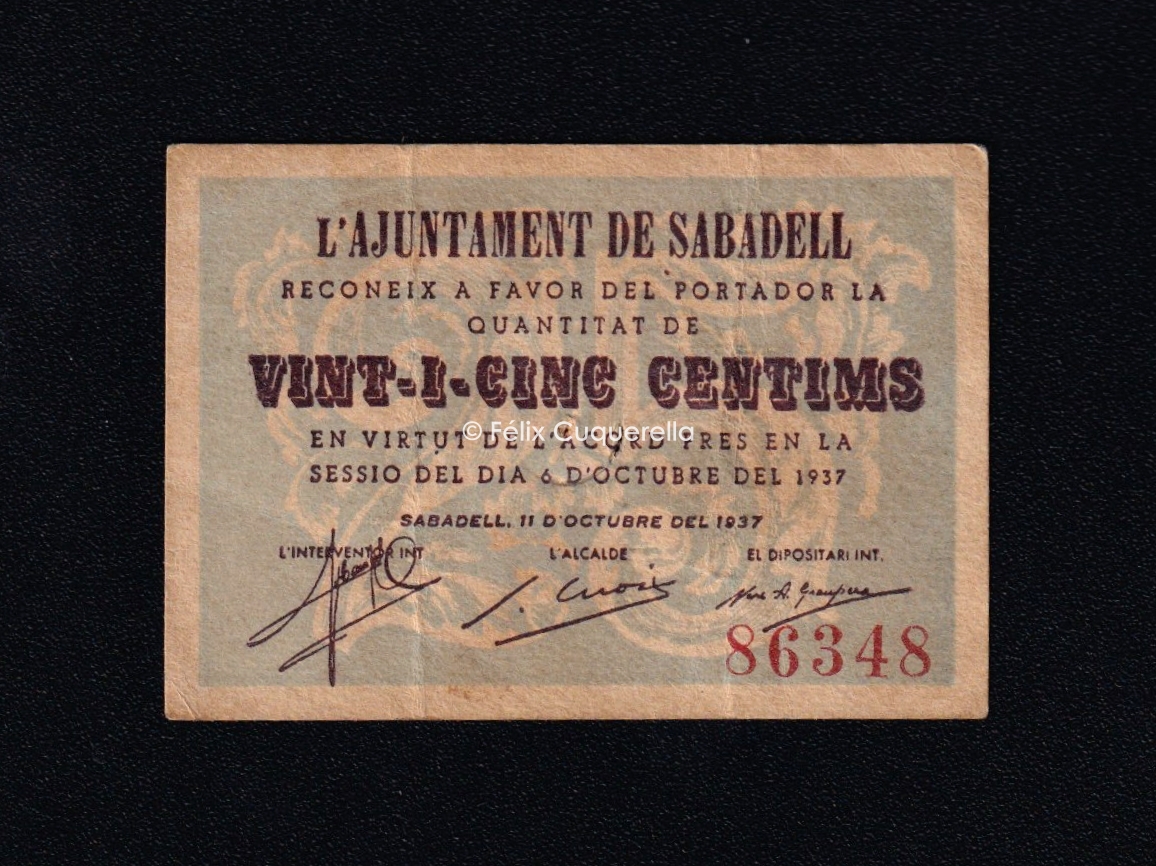 L'AJUNTAMENT DE SABADELL
RECONEIX A FAVOR DEL PORTADOR LA
QUANTITAT DE
VINT-I-CINC CENTIMS
EN VIRTUT DE L'ACORD PRES EN LA
© Félix Cuquerella
SESSIO DEL DIA 6 D'OCTUBRE DEL 1937
SABADELL, 11 D'OCTUBRE DEL 1937
L'INTERVENTOR INT. L'ALCALDE EL DIPOSITARI INT.
86348